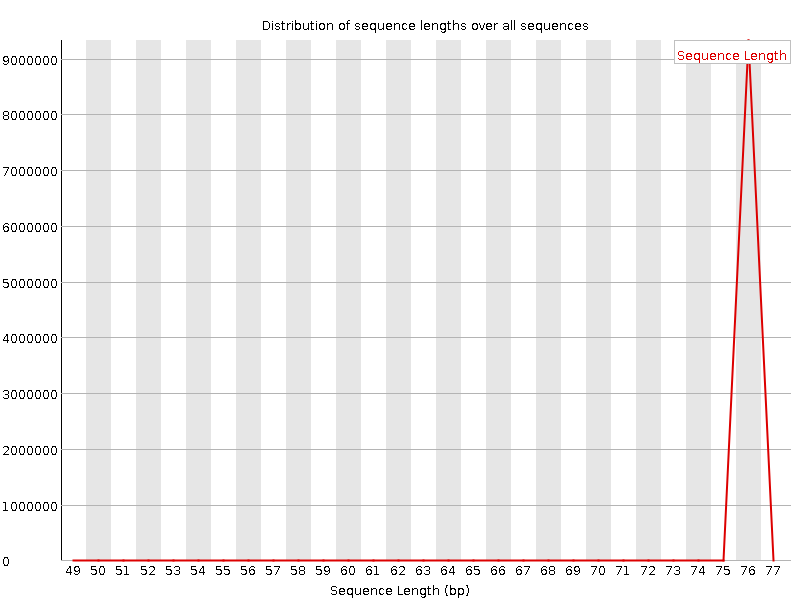 Distribution of sequence lengths over all sequences
Sequence Length
9000000
8000000
7000000
6000000
5000000
4000000
3000000
2000000
1000000
0
49 50 51 52 53 54 55 56 57 58 59 60 61 62 63 64 65 66 67 68 69 70 71 72 73 74 75 76 77
Sequence Length (bp)